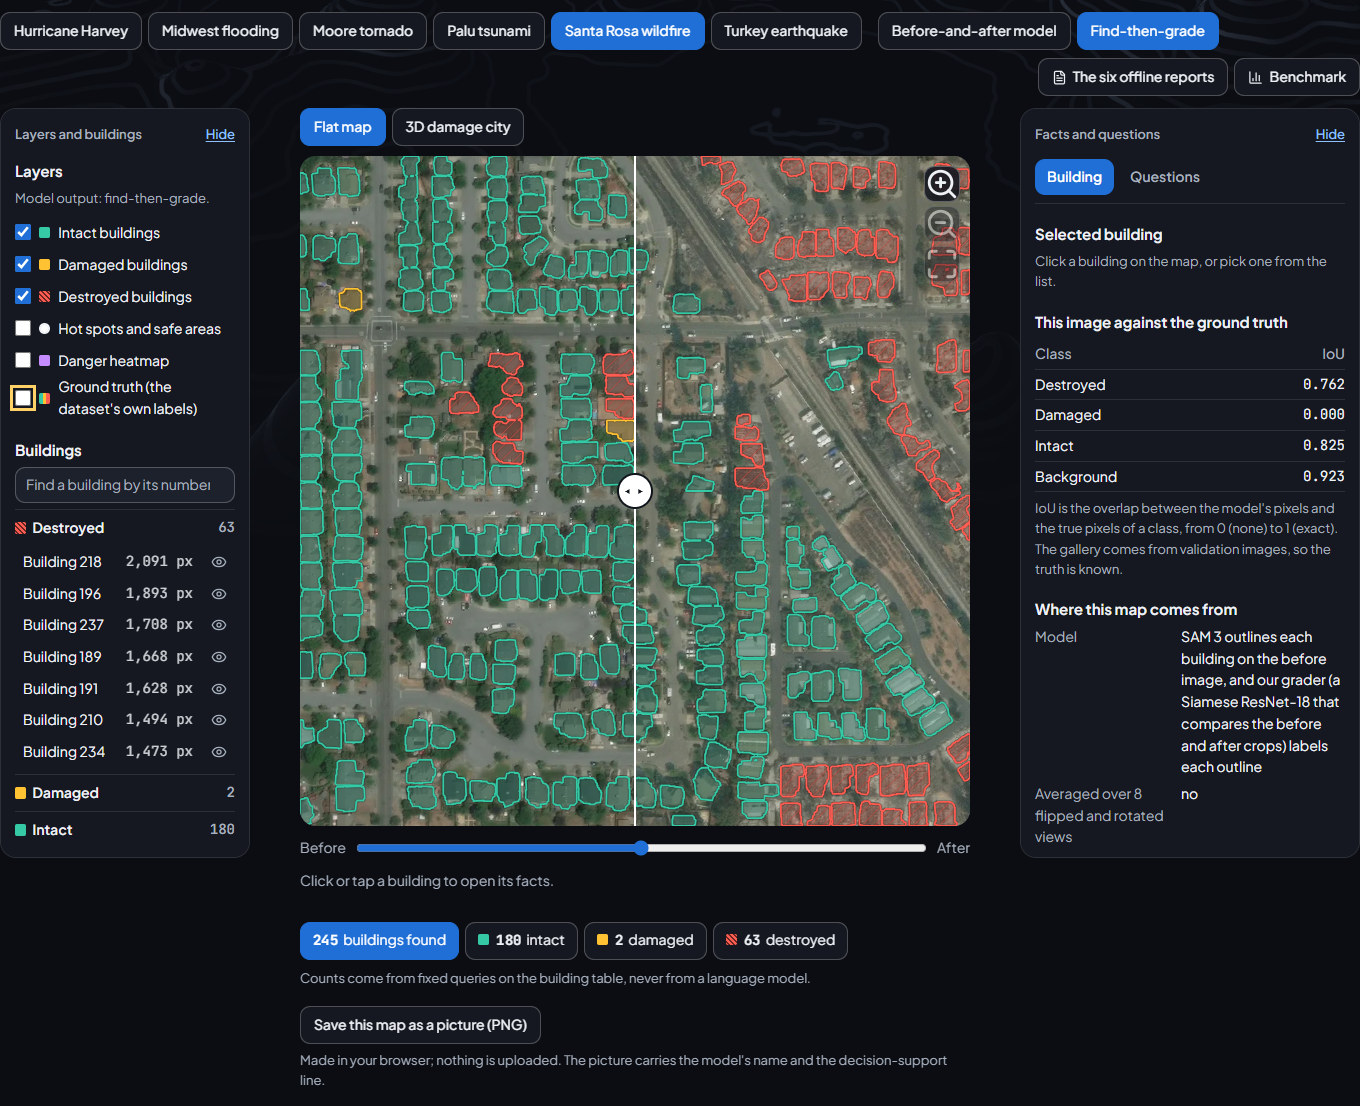 Hurricane Harvey
Midwest flooding
Moore tornado
Palu tsunami
Santa Rosa wildfire
Turkey earthquake
Before-and-after model
Find-then-grade
The six offline reports
Benchmark
Layers and buildings
Hide
Layers
Model output: find-then-grade.
Intact buildings
Damaged buildings
Destroyed buildings
Hot spots and safe areas
Danger heatmap
Ground truth (the
dataset's own labels)
Buildings
Find a building by its number
Destroyed 63
Building 218 2,091 px
Building 196 1,893 px
Building 237 1,708 px
Building 189 1,668 px
Building 191 1,628 px
Building 210 1,494 px
Building 234 1,473 px
Damaged 2
Intact 180
Flat map
3D damage city
Before
After
Click or tap a building to open its facts.
245 buildings found
180 intact
2 damaged
63 destroyed
Counts come from fixed queries on the building table, never from a language model.
Save this map as a picture (PNG)
Made in your browser; nothing is uploaded. The picture carries the model's name and the decision-support
line.
Facts and questions
Hide
Building
Questions
Selected building
Click a building on the map, or pick one from the
list.
This image against the ground truth
Class IoU
Destroyed 0.762
Damaged 0.000
Intact 0.825
Background 0.923
IoU is the overlap between the model's pixels and
the true pixels of a class, from 0 (none) to 1 (exact).
The gallery comes from validation images, so the
truth is known.
Where this map comes from
Model
SAM 3 outlines each
building on the before
image, and our grader (a
Siamese ResNet-18 that
compares the before
and after crops) labels
each outline
Averaged over 8
flipped and rotated
views
no